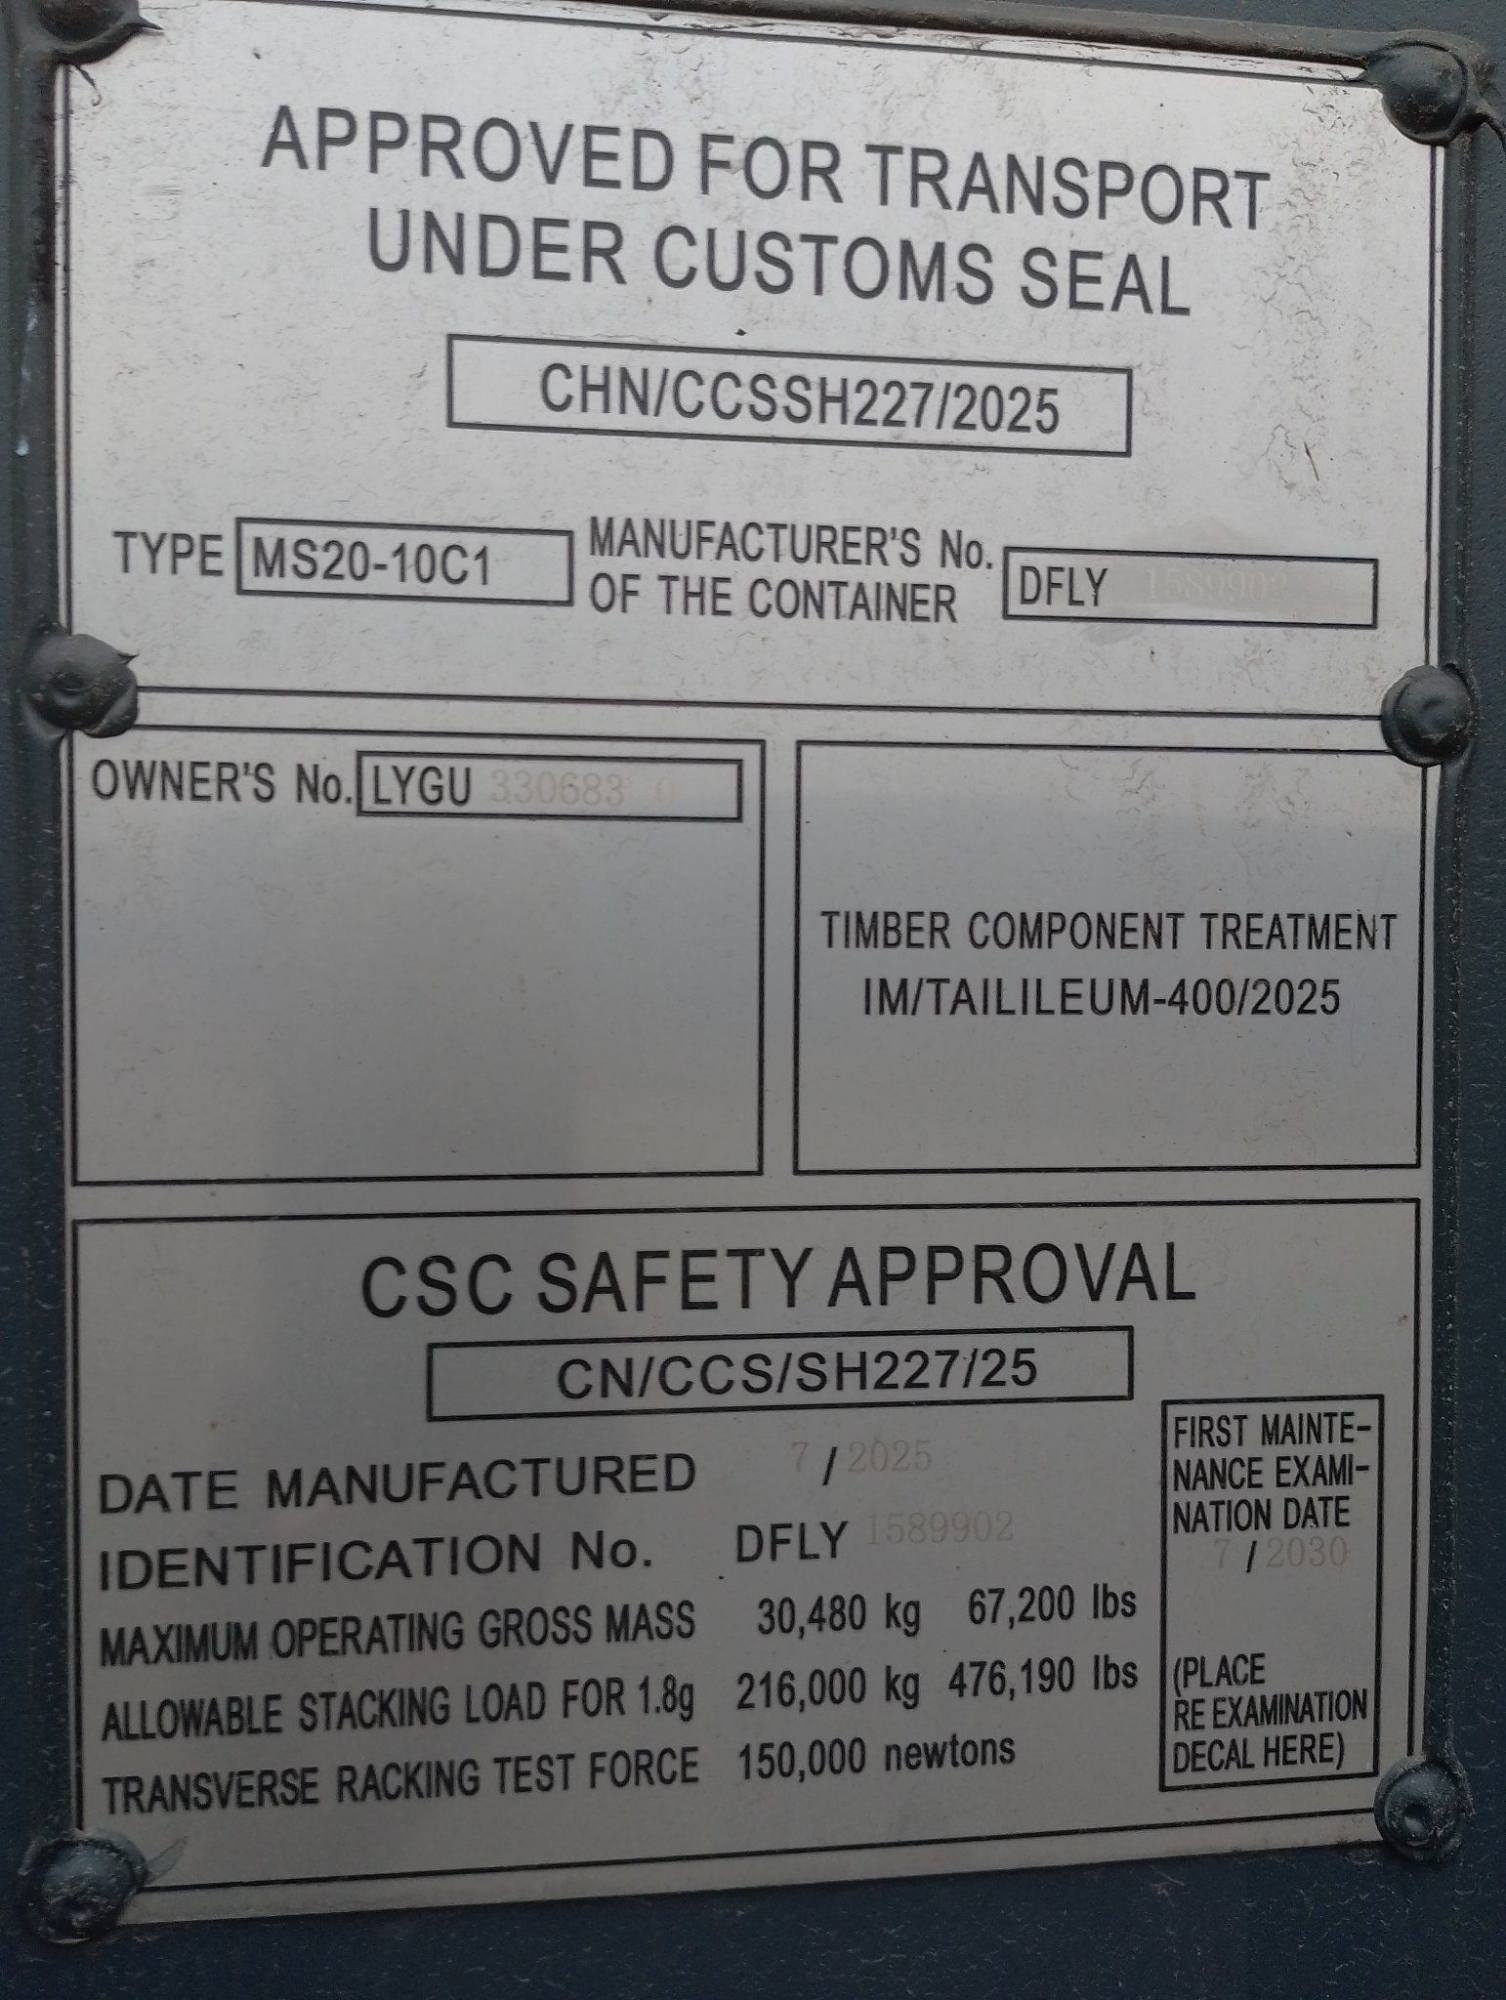 APPROVED FOR TRANSPORT
UNDER CUSTOMS SEAL
CHN/CCSSH227/2025
TYPE MS20-10C1
MANUFACTURER'S No.
OF THE CONTAINER
DFLY 1589902
OWNER'S No. LYGU 330683 0
TIMBER COMPONENT TREATMENT
IM/TAILILEUM-400/2025
CSC SAFETY APPROVAL
CN/CCS/SH227/25
DATE MANUFACTURED 7 / 2025
IDENTIFICATION No. DFLY 1589902
MAXIMUM OPERATING GROSS MASS 30,480 kg 67,200 lbs
ALLOWABLE STACKING LOAD FOR 1.8g 216,000 kg 476,190 lbs
TRANSVERSE RACKING TEST FORCE 150,000 newtons
FIRST MAINTE-
NANCE EXAMI-
NATION DATE
7 / 2030
(PLACE
RE EXAMINATION
DECAL HERE)